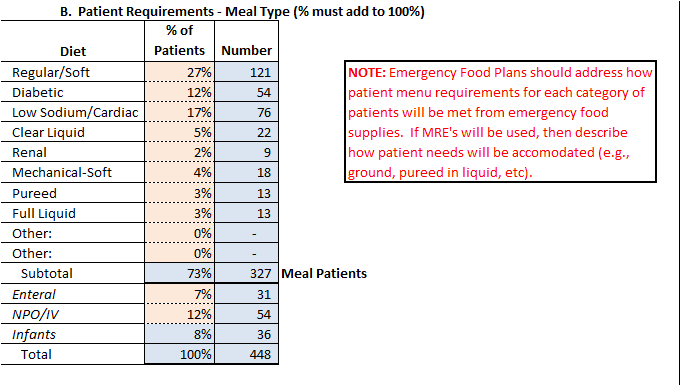 B. Patient Requirements - Meal Type (% must add to 100%)
Diet % of Patients Number
Regular/Soft 27% 121
Diabetic 12% 54
Low Sodium/Cardiac 17% 76
Clear Liquid 5% 22
Renal 2% 9
Mechanical-Soft 4% 18
Pureed 3% 13
Full Liquid 3% 13
Other: 0% -
Other: 0% -
Subtotal 73% 327 Meal Patients
Enteral 7% 31
NPO/IV 12% 54
Infants 8% 36
Total 100% 448
NOTE: Emergency Food Plans should address how
patient menu requirements for each category of
patients will be met from emergency food
supplies. If MRE's will be used, then describe
how patient needs will be accomodated (e.g.,
ground, pureed in liquid, etc).